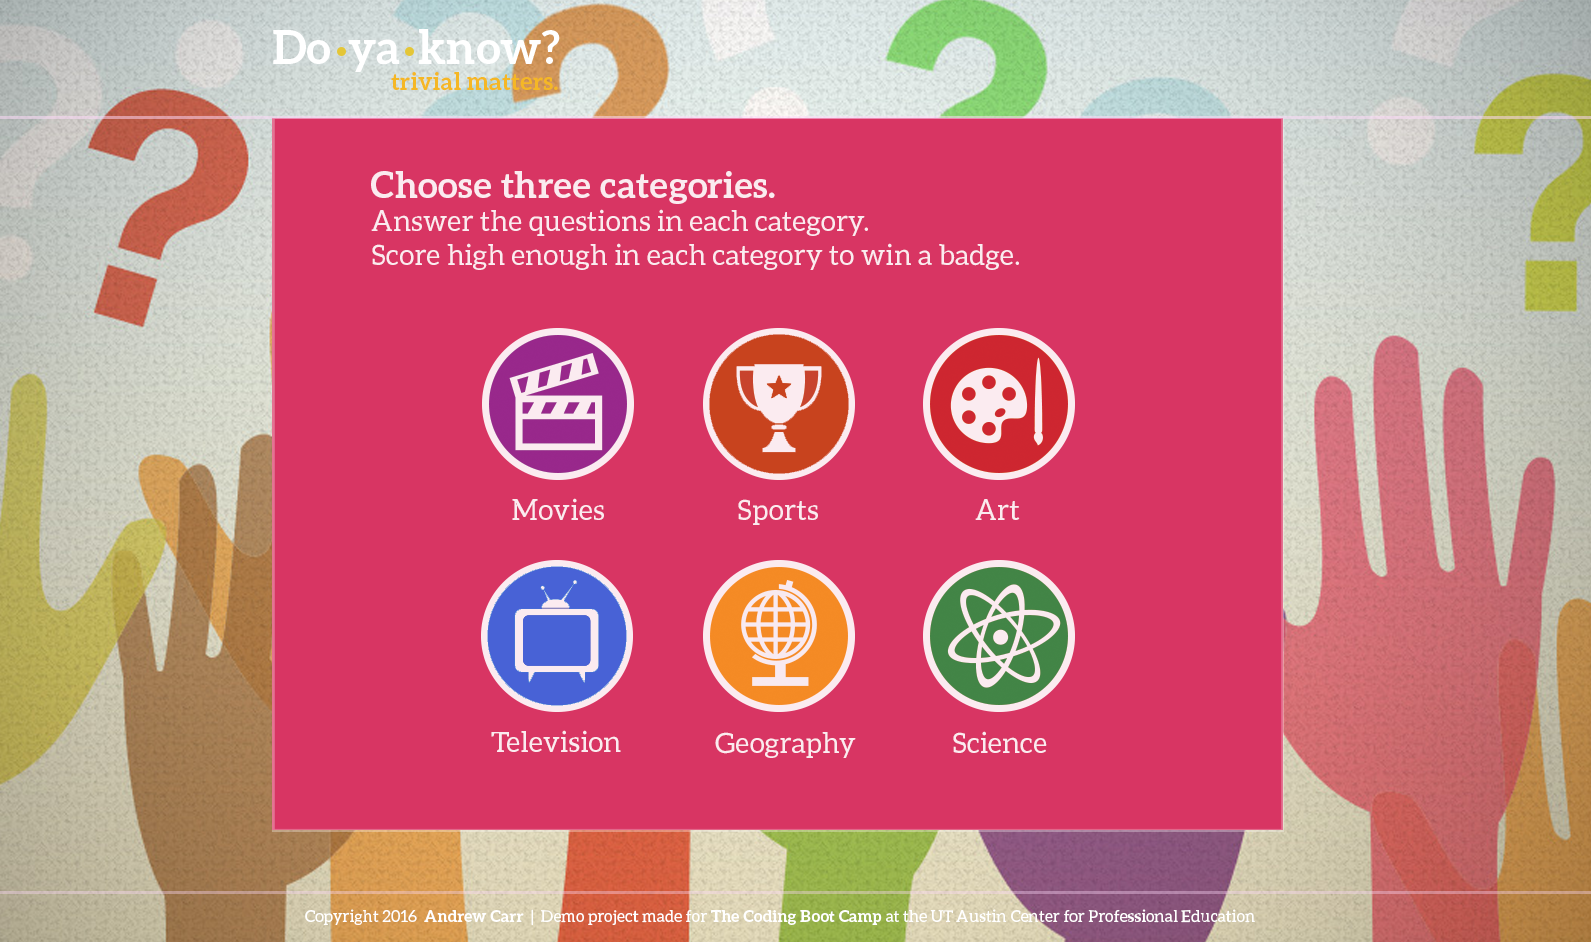 Do•ya•know?
trivial matters.
Choose three categories.
Answer the questions in each category.
Score high enough in each category to win a badge.
Movies
Sports
Art
Television
Geography
Science
Copyright 2016 Andrew Carr | Demo project made for The Coding Boot Camp at the UT Austin Center for Professional Education